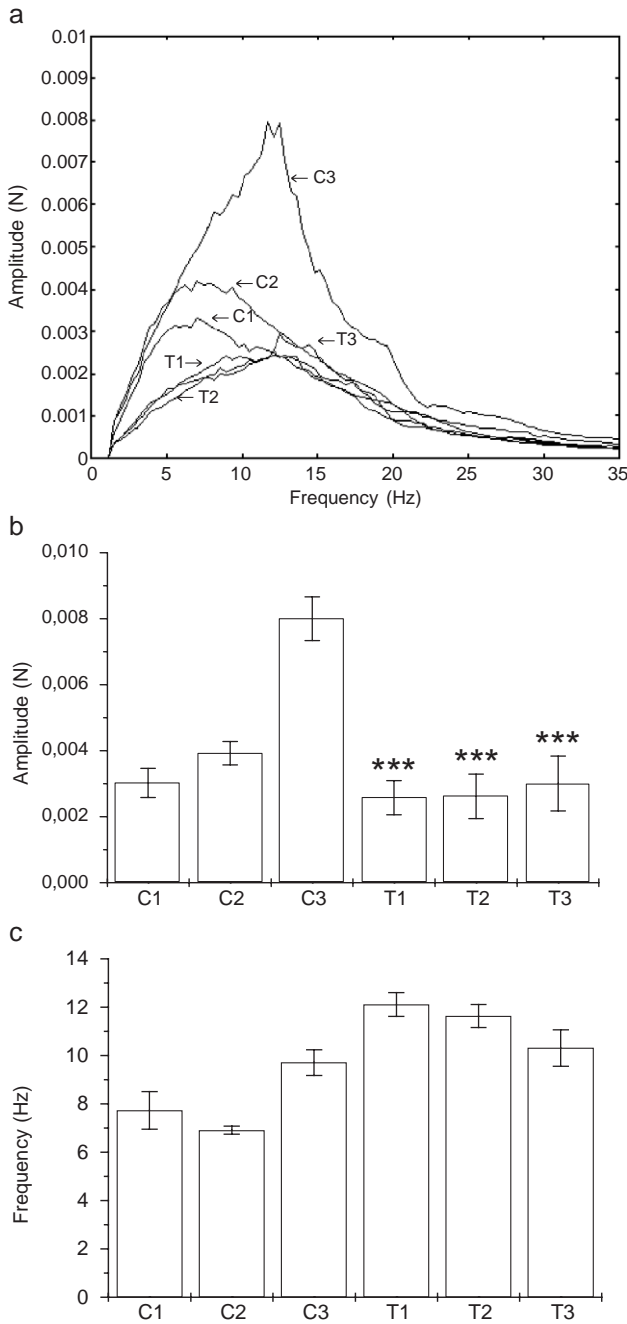 a
0.01
0.009
0.008
0.007
0.006
0.005
0.004
0.003
0.002
0.001
0
Amplitude (N)
←C3
←C2
←C1
←T3
T1→
←T2
0 5 10 15 20 25 30 35
Frequency (Hz)
b
0,010
0,008
0,006
0,004
0,002
0,000
Amplitude (N)
*** *** ***
C1 C2 C3 T1 T2 T3
c
14
12
10
8
6
4
2
0
Frequency (Hz)
C1 C2 C3 T1 T2 T3